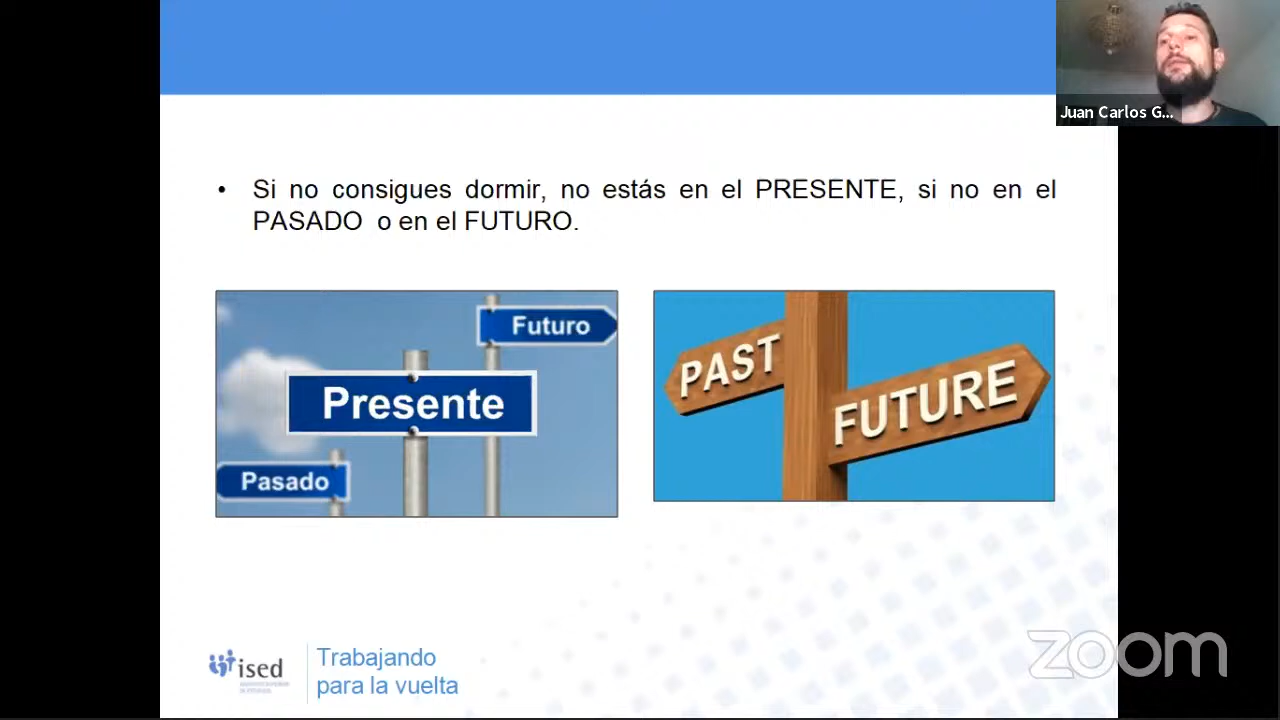 Juan Carlos G...
• Si no consigues dormir, no estás en el PRESENTE, si no en el
PASADO o en el FUTURO.
Futuro
Presente
Pasado
PAST
FUTURE
ised
Trabajando
para la vuelta
zoom